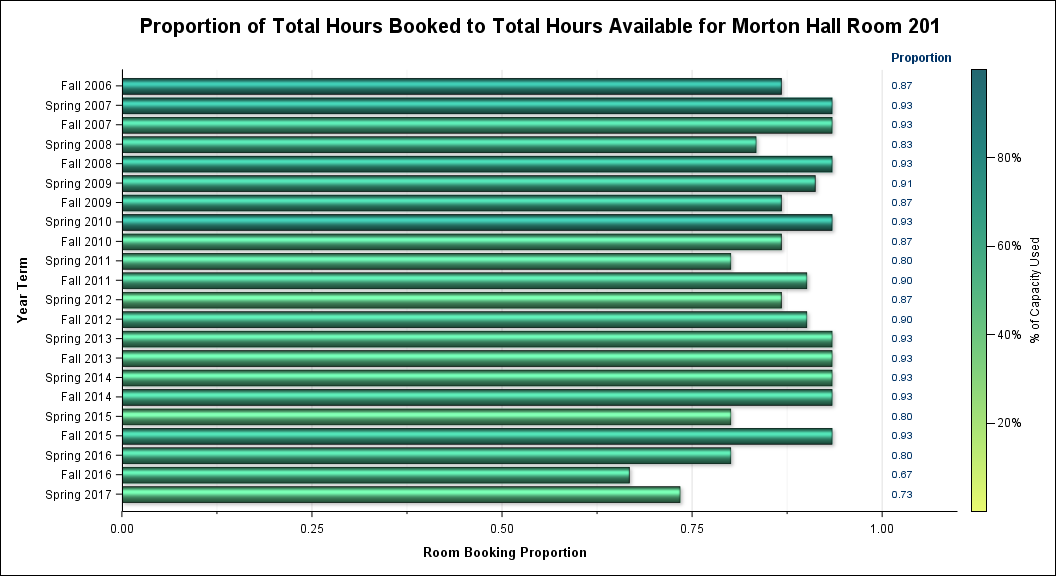 Proportion of Total Hours Booked to Total Hours Available for Morton Hall Room 201
Proportion
Fall 2006 0.87
Spring 2007 0.93
Fall 2007 0.93
Spring 2008 0.83
Fall 2008 0.93
Spring 2009 0.91
Fall 2009 0.87
Spring 2010 0.93
Fall 2010 0.87
Spring 2011 0.80
Fall 2011 0.90
Spring 2012 0.87
Fall 2012 0.90
Spring 2013 0.93
Fall 2013 0.93
Spring 2014 0.93
Fall 2014 0.93
Spring 2015 0.80
Fall 2015 0.93
Spring 2016 0.80
Fall 2016 0.67
Spring 2017 0.73
Year Term
0.00 0.25 0.50 0.75 1.00
Room Booking Proportion
80%
60%
40%
20%
% of Capacity Used